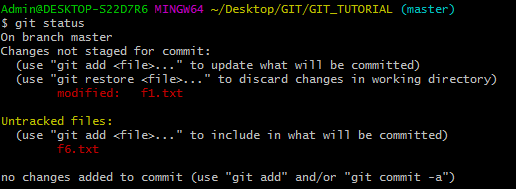 Admin@DESKTOP-S22D7R6 MINGW64 ~/Desktop/GIT/GIT_TUTORIAL (master)
$ git status
On branch master
Changes not staged for commit:
  (use "git add <file>..." to update what will be committed)
  (use "git restore <file>..." to discard changes in working directory)
        modified:   f1.txt

Untracked files:
  (use "git add <file>..." to include in what will be committed)
        f6.txt

no changes added to commit (use "git add" and/or "git commit -a")